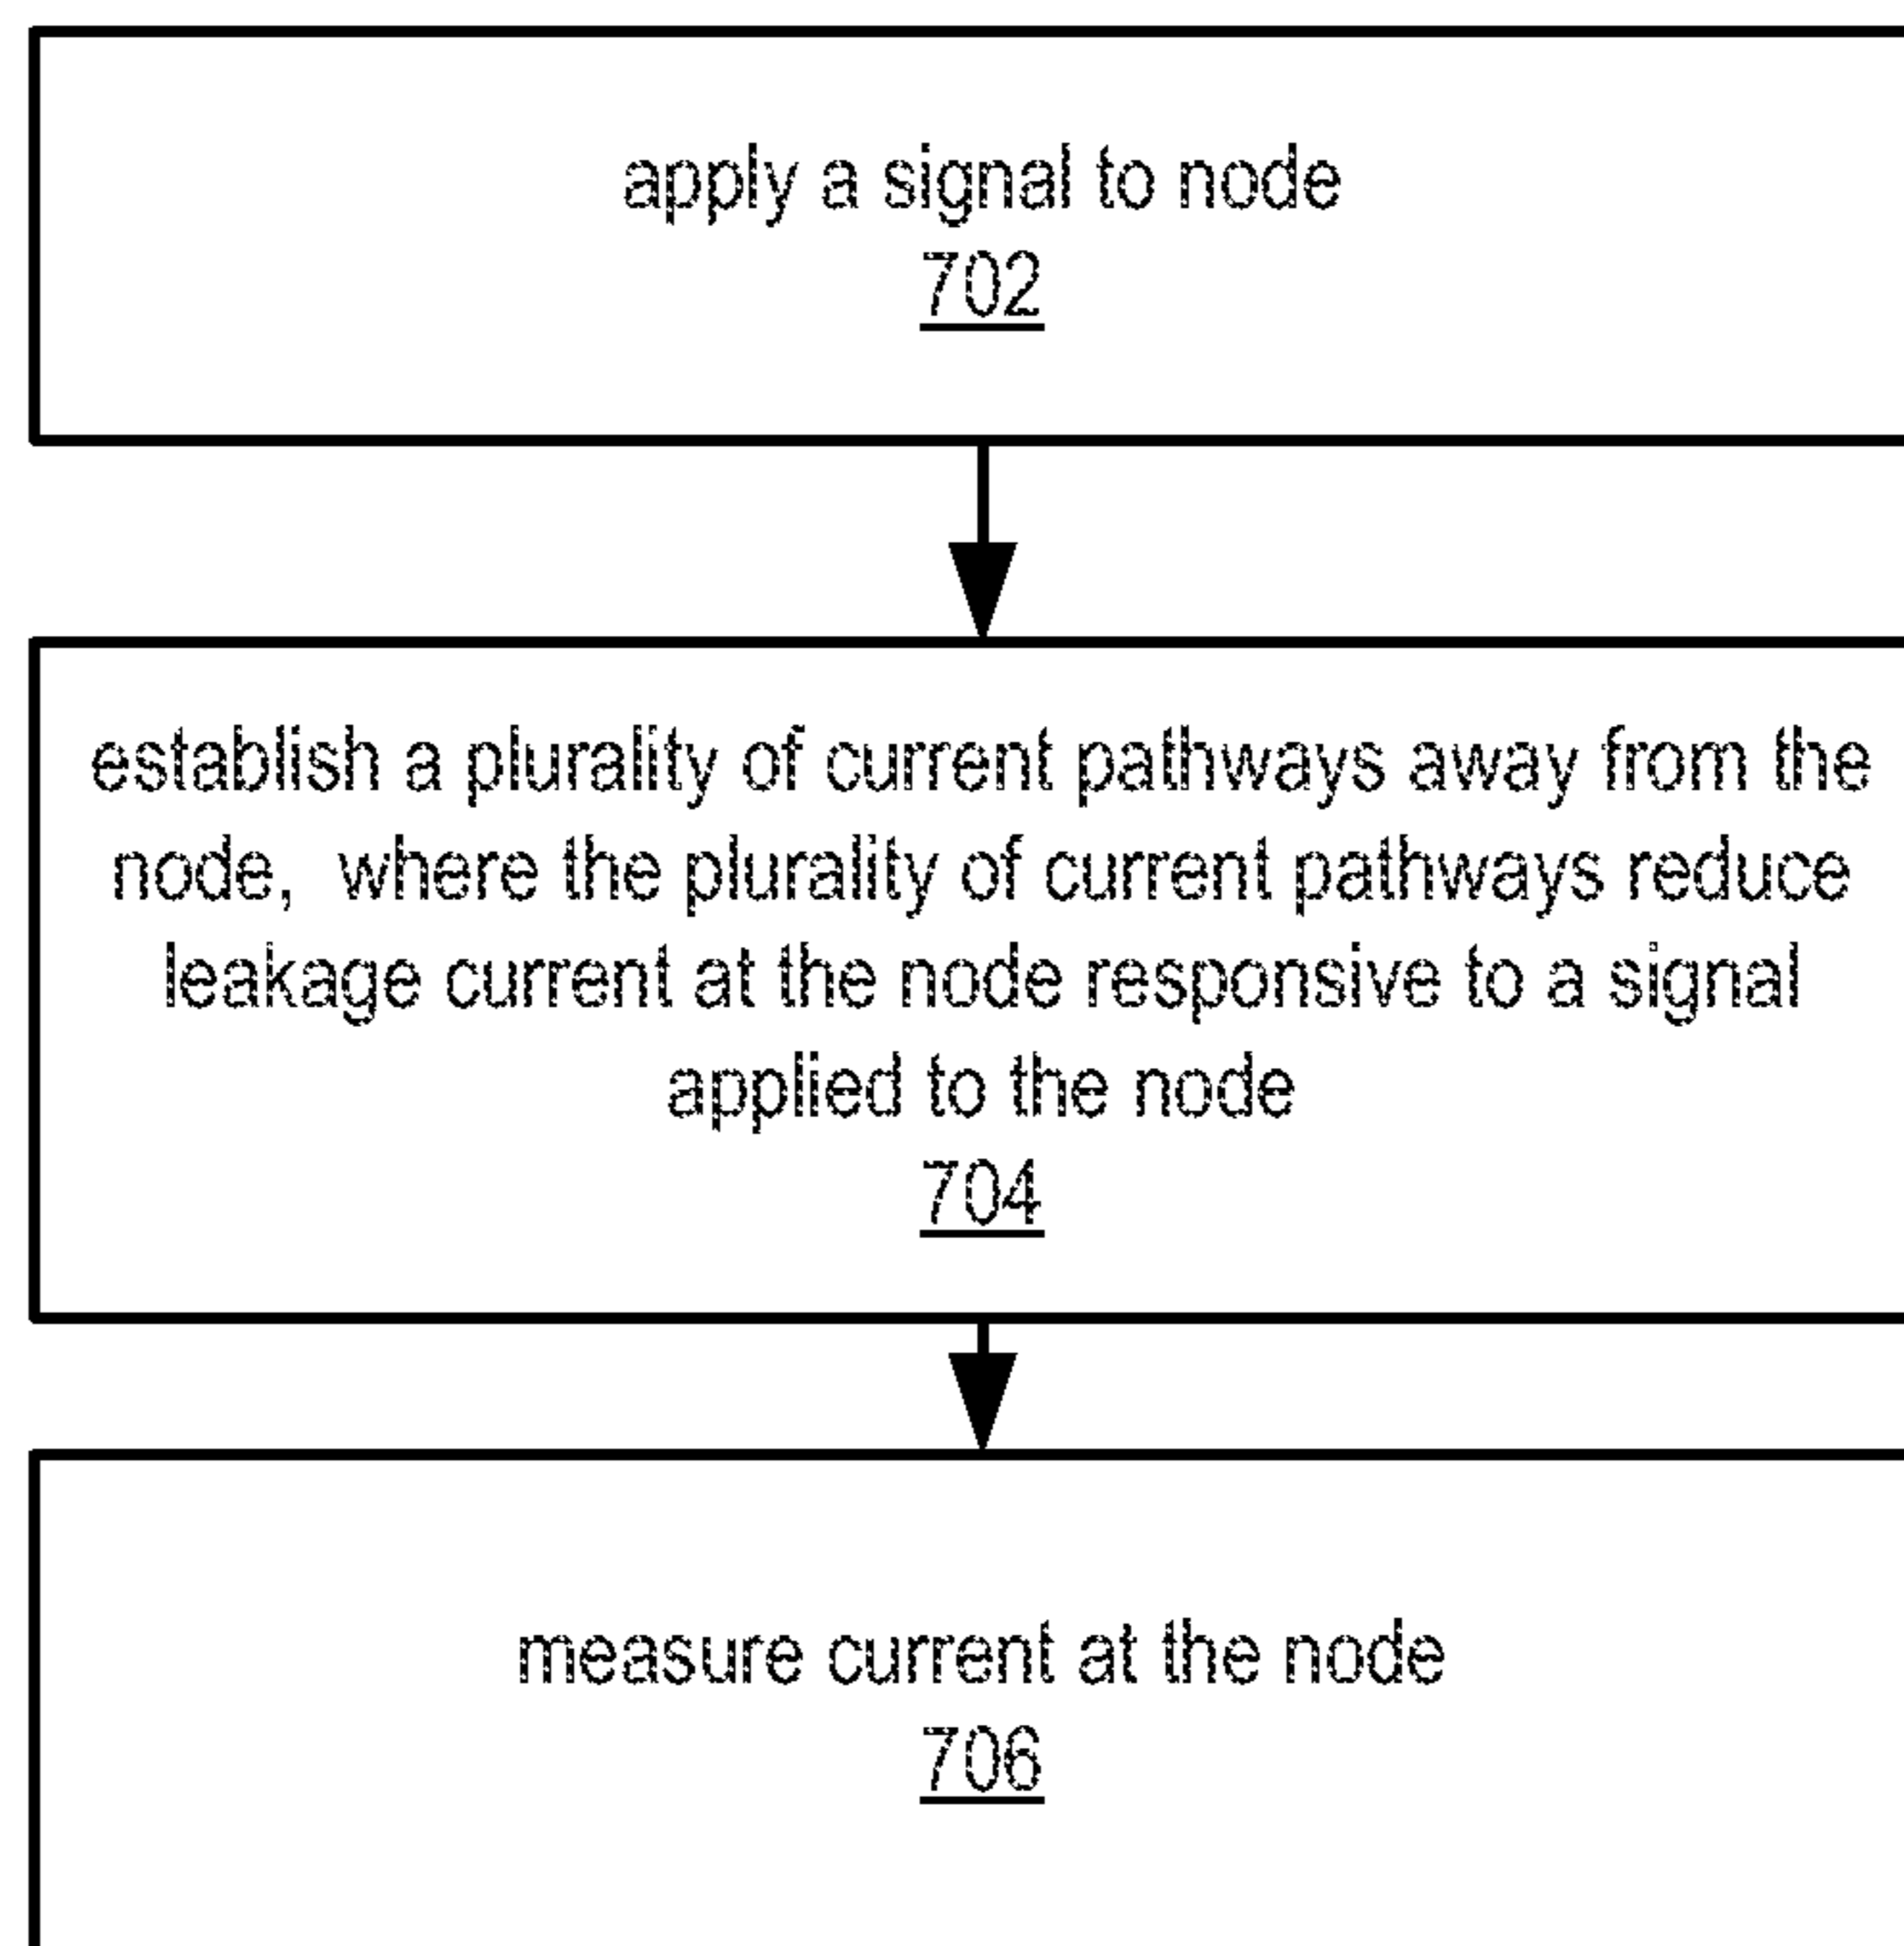 apply a signal to node
702
establish a plurality of current pathways away from the
node,  where the plurality of current pathways reduce
leakage current at the node responsive to a signal
applied to the node
704
measure current at the node
706